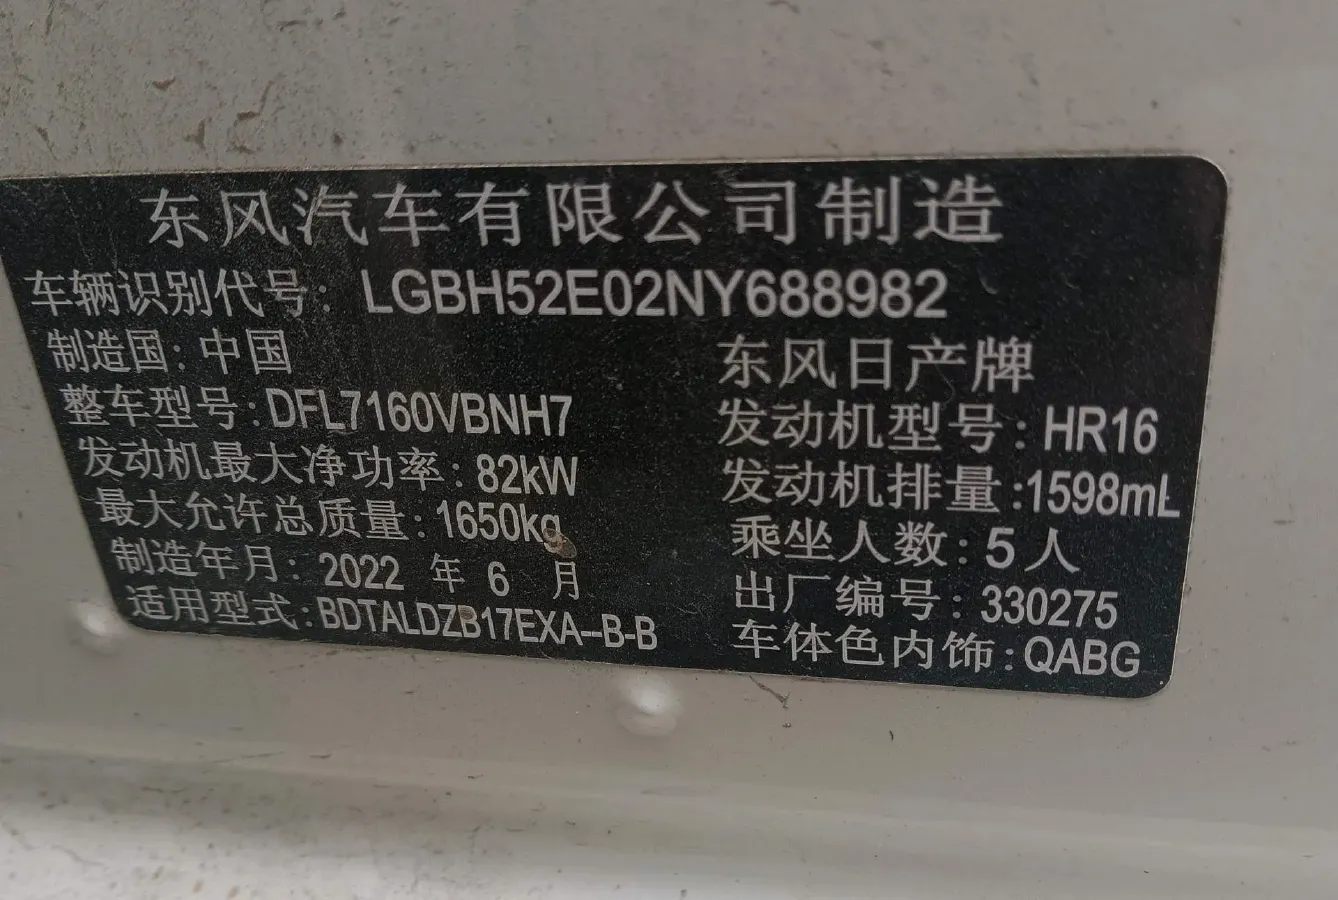 东风汽车有限公司制造
车辆识别代号: LGBH52E02NY688982
制造国: 中国 东风日产牌
整车型号: DFL7160VBNH7 发动机型号: HR16
发动机最大净功率: 82kW 发动机排量: 1598mL
最大允许总质量: 1650kg 乘坐人数: 5 人
制造年月: 2022 年 6 月 出厂编号: 330275
适用型式: BDTALDZB17EXA--B-B 车体色内饰: QABG